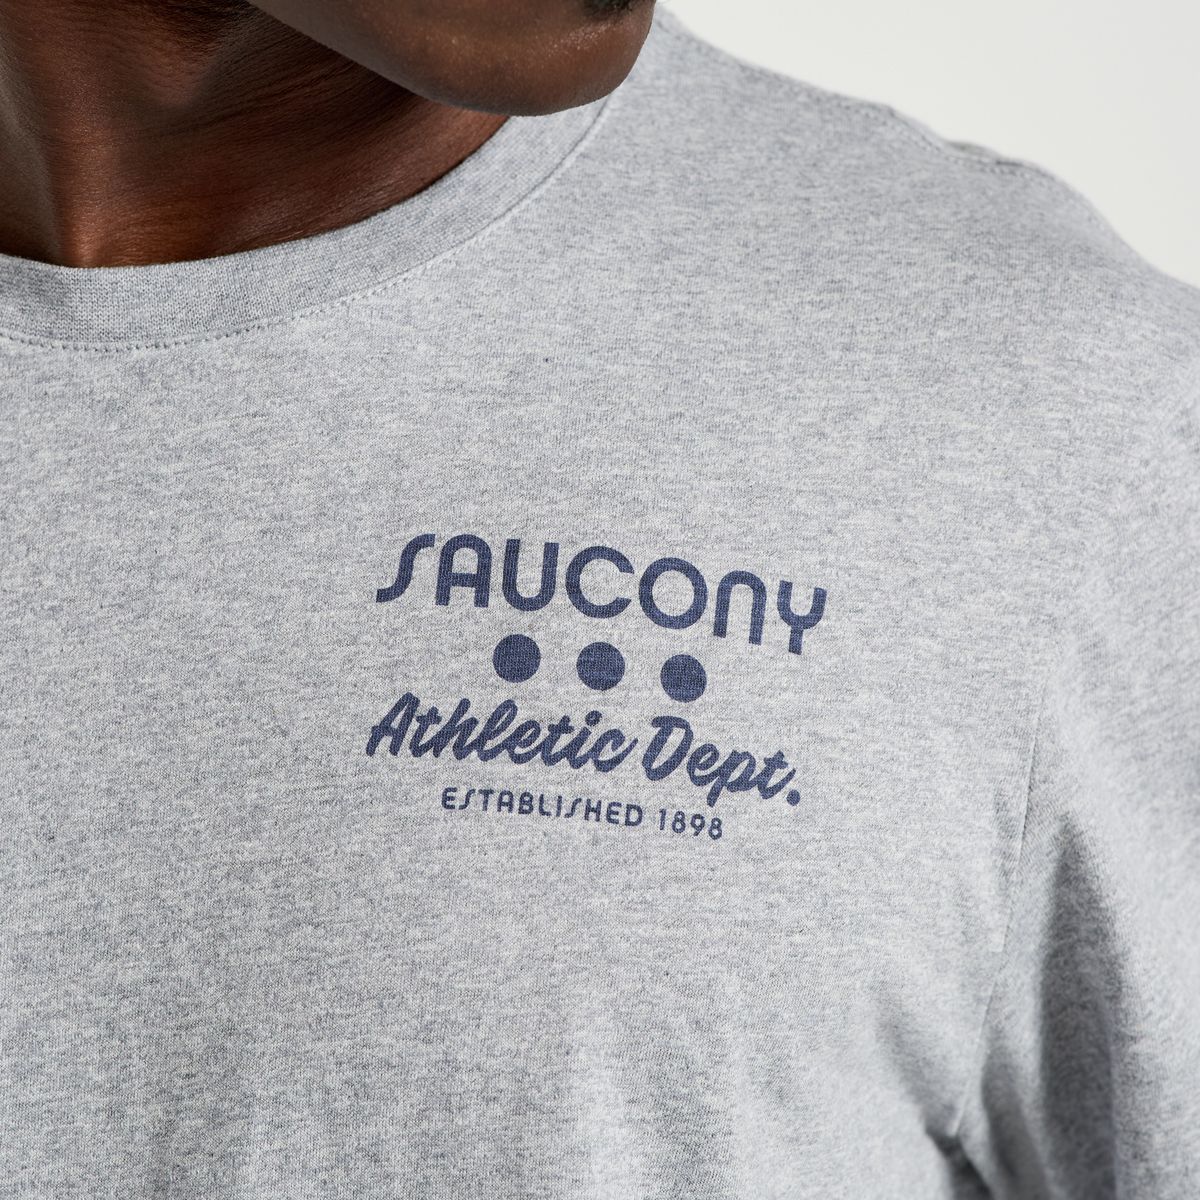 SAUCONY
Athletic Dept.
ESTABLISHED 1898